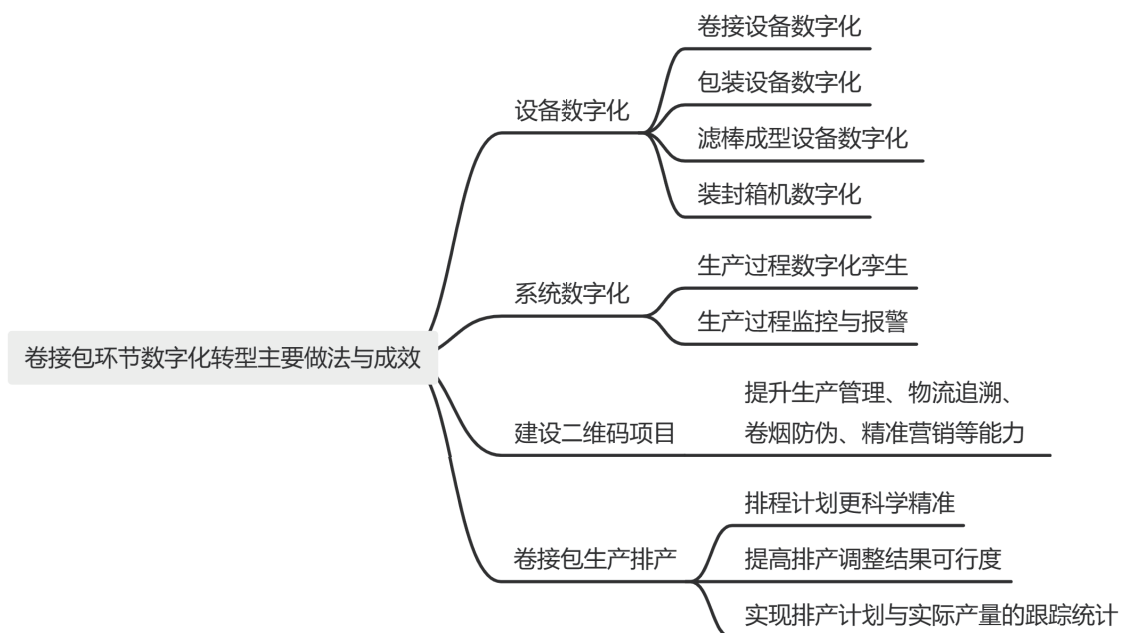 卷接设备数字化
包装设备数字化
设备数字化
滤棒成型设备数字化
装封箱机数字化
生产过程数字化孪生
系统数字化
生产过程监控与报警
卷接包环节数字化转型主要做法与成效
提升生产管理、物流追溯、
建设二维码项目
卷烟防伪、精准营销等能力
排程计划更科学精准
卷接包生产排产
提高排产调整结果可行度
实现排产计划与实际产量的跟踪统计